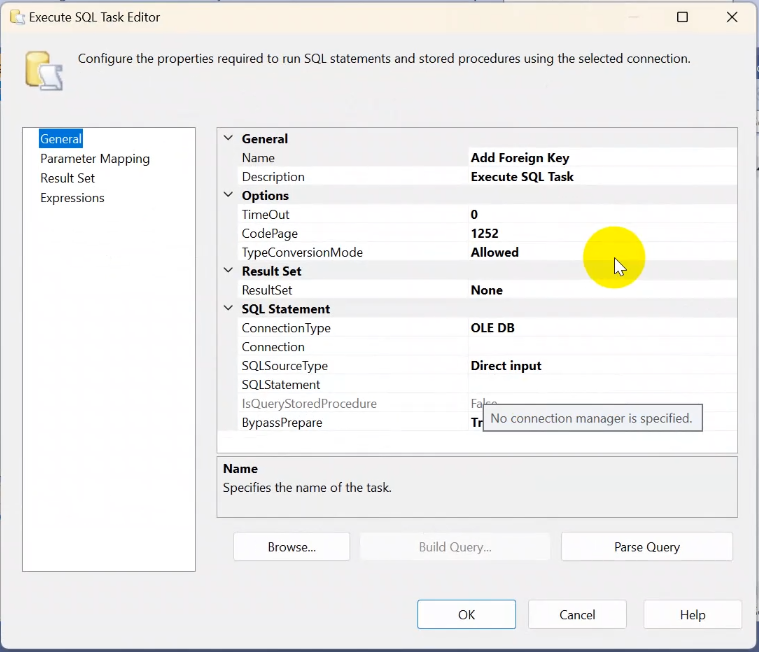 Execute SQL Task Editor
Configure the properties required to run SQL statements and stored procedures using the selected connection.
General
Parameter Mapping
Result Set
Expressions
General
Name Add Foreign Key
Description Execute SQL Task
Options
TimeOut 0
CodePage 1252
TypeConversionMode Allowed
Result Set
ResultSet None
SQL Statement
ConnectionType OLE DB
Connection
SQLSourceType Direct input
SQLStatement
IsQueryStoredProcedure
No connection manager is specified.
BypassPrepare
Name
Specifies the name of the task.
Browse... Build Query... Parse Query
OK Cancel Help